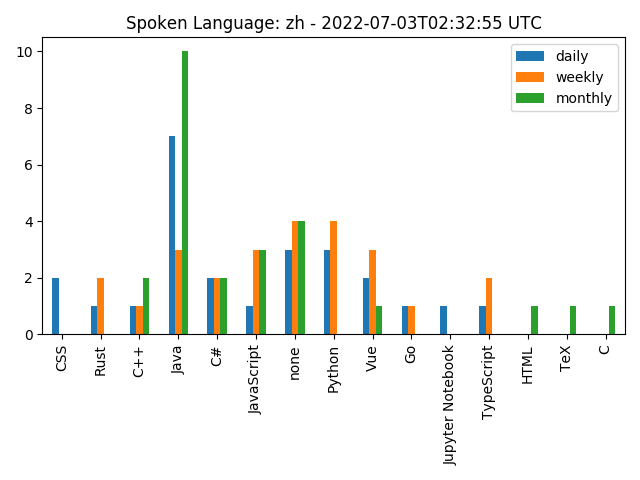 Spoken Language: zh - 2022-07-03T02:32:55 UTC
daily
weekly
monthly
10
8
6
4
2
0
CSS
Rust
C++
Java
C#
JavaScript
none
Python
Vue
Go
Jupyter Notebook
TypeScript
HTML
TeX
C